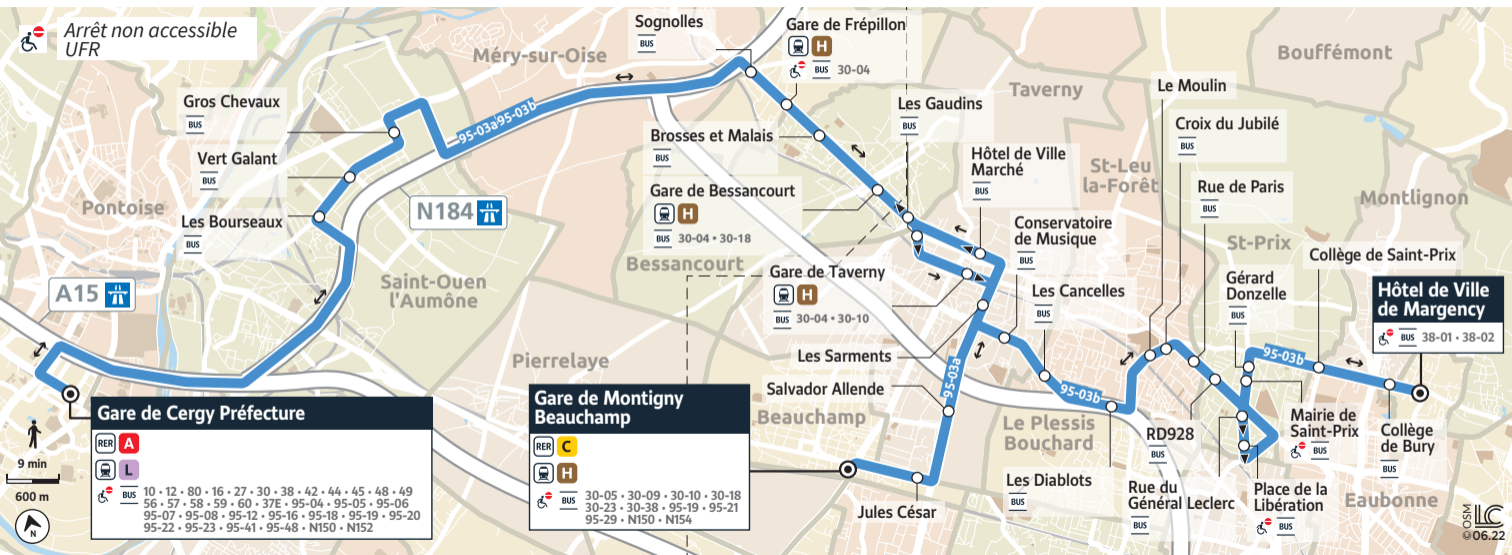 Arrêt non accessible
UFR
Sognolles
BUS
Gare de Frépillon
H
BUS 30-04
Méry-sur-Oise
Bouffémont
Taverny
Le Moulin
Gros Chevaux
BUS
95-03a
95-03b
Les Gaudins
BUS
Croix du Jubilé
BUS
Brosses et Malais
BUS
Hôtel de Ville
Marché
BUS
St-Leu
la-Forêt
Vert Galant
BUS
Gare de Bessancourt
H
BUS 30-04 • 30-18
Rue de Paris
BUS
Montlignon
Pontoise
N184
Les Bourseaux
BUS
Conservatoire
de Musique
BUS
St-Prix
Collège de Saint-Prix
Bessancourt
Gare de Taverny
H
BUS 30-04 • 30-10
Saint-Ouen
l'Aumône
Gérard
Donzelle
BUS
A15
Les Cancelles
BUS
Hôtel de Ville
de Margency
BUS 38-01 • 38-02
Les Sarments
Pierrelaye
95-03b
Salvador Allende
95-03a
95-03b
Gare de Cergy Préfecture
RER A
L
BUS 10 • 12 • 80 • 16 • 27 • 30 • 38 • 42 • 44 • 45 • 48 • 49
56 • 57 • 58 • 59 • 60 • 37E • 95-04 • 95-05 • 95-06
95-07 • 95-08 • 95-12 • 95-16 • 95-18 • 95-19 • 95-20
95-22 • 95-23 • 95-41 • 95-48 • N150 • N152
Gare de Montigny
Beauchamp
RER C
H
BUS 30-05 • 30-09 • 30-10 • 30-18
30-23 • 30-38 • 95-19 • 95-21
95-29 • N150 • N154
Beauchamp
Le Plessis
Bouchard
RD928
BUS
Mairie de
Saint-Prix
BUS
Collège
de Bury
BUS
9 min
600 m
N
Jules César
Les Diablots
BUS
Rue du
Général Leclerc
BUS
Place de la
Libération
BUS
Eaubonne
© OSM
LC
06.22